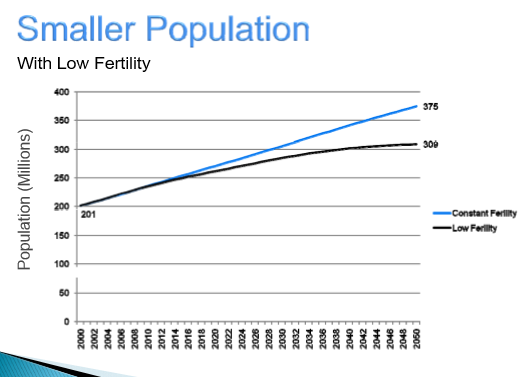 Smaller Population
With Low Fertility
Population (Millions)
400
350
300
250
200
150
100
50
0
201
375
309
Constant Fertility
Low Fertility
2000 2002 2004 2006 2008 2010 2012 2014 2016 2018 2020 2022 2024 2026 2028 2030 2032 2034 2036 2038 2040 2042 2044 2046 2048 2050